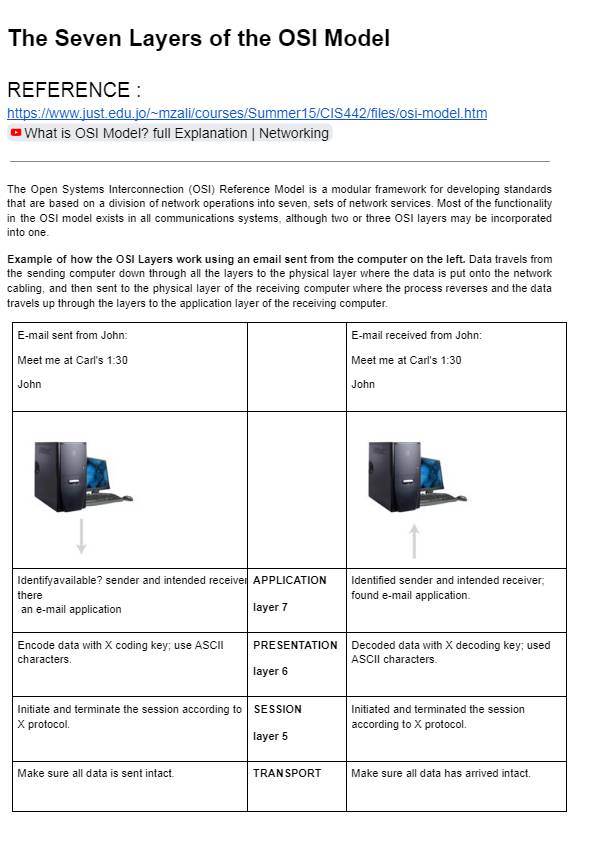 The Seven Layers of the OSI Model
REFERENCE :
https://www.just.edu.jo/~mzali/courses/Summer15/CIS442/files/osi-model.htm
What is OSI Model? full Explanation | Networking
The Open Systems Interconnection (OSI) Reference Model is a modular framework for developing standards
that are based on a division of network operations into seven, sets of network services. Most of the functionality
in the OSI model exists in all communications systems, although two or three OSI layers may be incorporated
into one.
Example of how the OSI Layers work using an email sent from the computer on the left. Data travels from
the sending computer down through all the layers to the physical layer where the data is put onto the network
cabling, and then sent to the physical layer of the receiving computer where the process reverses and the data
travels up through the layers to the application layer of the receiving computer.
E-mail sent from John:
Meet me at Carl's 1:30
John
E-mail received from John:
Meet me at Carl's 1:30
John
Identifyavailable? sender and intended receiver
there
an e-mail application
APPLICATION
layer 7
Identified sender and intended receiver;
found e-mail application.
Encode data with X coding key; use ASCII
characters.
PRESENTATION
layer 6
Decoded data with X decoding key; used
ASCII characters.
Initiate and terminate the session according to
X protocol.
SESSION
layer 5
Initiated and terminated the session
according to X protocol.
Make sure all data is sent intact.
TRANSPORT
Make sure all data has arrived intact.